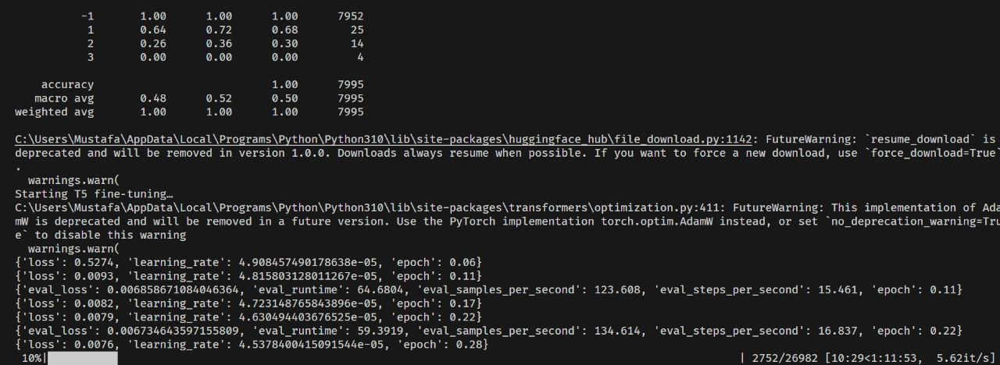 -1 1.00 1.00 1.00 7952
1 0.64 0.72 0.68 25
2 0.26 0.36 0.30 14
3 0.00 0.00 0.00 4
accuracy 1.00 7995
macro avg 0.48 0.52 0.50 7995
weighted avg 1.00 1.00 1.00 7995
C:\Users\Mustafa\AppData\Local\Programs\Python\Python310\lib\site-packages\huggingface_hub\file_download.py:1142: FutureWarning: `resume_download` is
deprecated and will be removed in version 1.0.0. Downloads always resume when possible. If you want to force a new download, use `force_download=True`
.
warnings.warn(
Starting T5 fine-tuning…
C:\Users\Mustafa\AppData\Local\Programs\Python\Python310\lib\site-packages\transformers\optimization.py:411: FutureWarning: This implementation of Ada
mW is deprecated and will be removed in a future version. Use the PyTorch implementation torch.optim.AdamW instead, or set `no_deprecation_warning=Tru
e` to disable this warning
warnings.warn(
{'loss': 0.5274, 'learning_rate': 4.908457490178638e-05, 'epoch': 0.06}
{'loss': 0.0093, 'learning_rate': 4.815803128011267e-05, 'epoch': 0.11}
{'eval_loss': 0.0068586710840463­64, 'eval_runtime': 64.6804, 'eval_samples_per_second': 123.608, 'eval_steps_per_second': 15.461, 'epoch': 0.11}
{'loss': 0.0082, 'learning_rate': 4.723148765843896e-05, 'epoch': 0.17}
{'loss': 0.0079, 'learning_rate': 4.630494403676525e-05, 'epoch': 0.22}
{'eval_loss': 0.006734643597155809, 'eval_runtime': 59.3919, 'eval_samples_per_second': 134.614, 'eval_steps_per_second': 16.837, 'epoch': 0.22}
{'loss': 0.0076, 'learning_rate': 4.5378400415091544e-05, 'epoch': 0.28}
10%| | 2752/26982 [10:29<1:11:53, 5.62it/s]